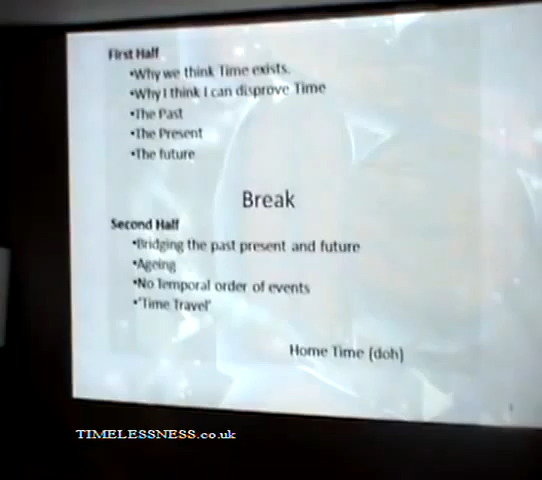 First Half
•Why we think Time exists.
•Why I think I can disprove Time
•The Past
•The Present
•The future
Break
Second Half
•Bridging the past present and future
•Ageing
•No Temporal order of events
•'Time Travel'
Home Time (doh)
TIMELESSNESS.co.uk